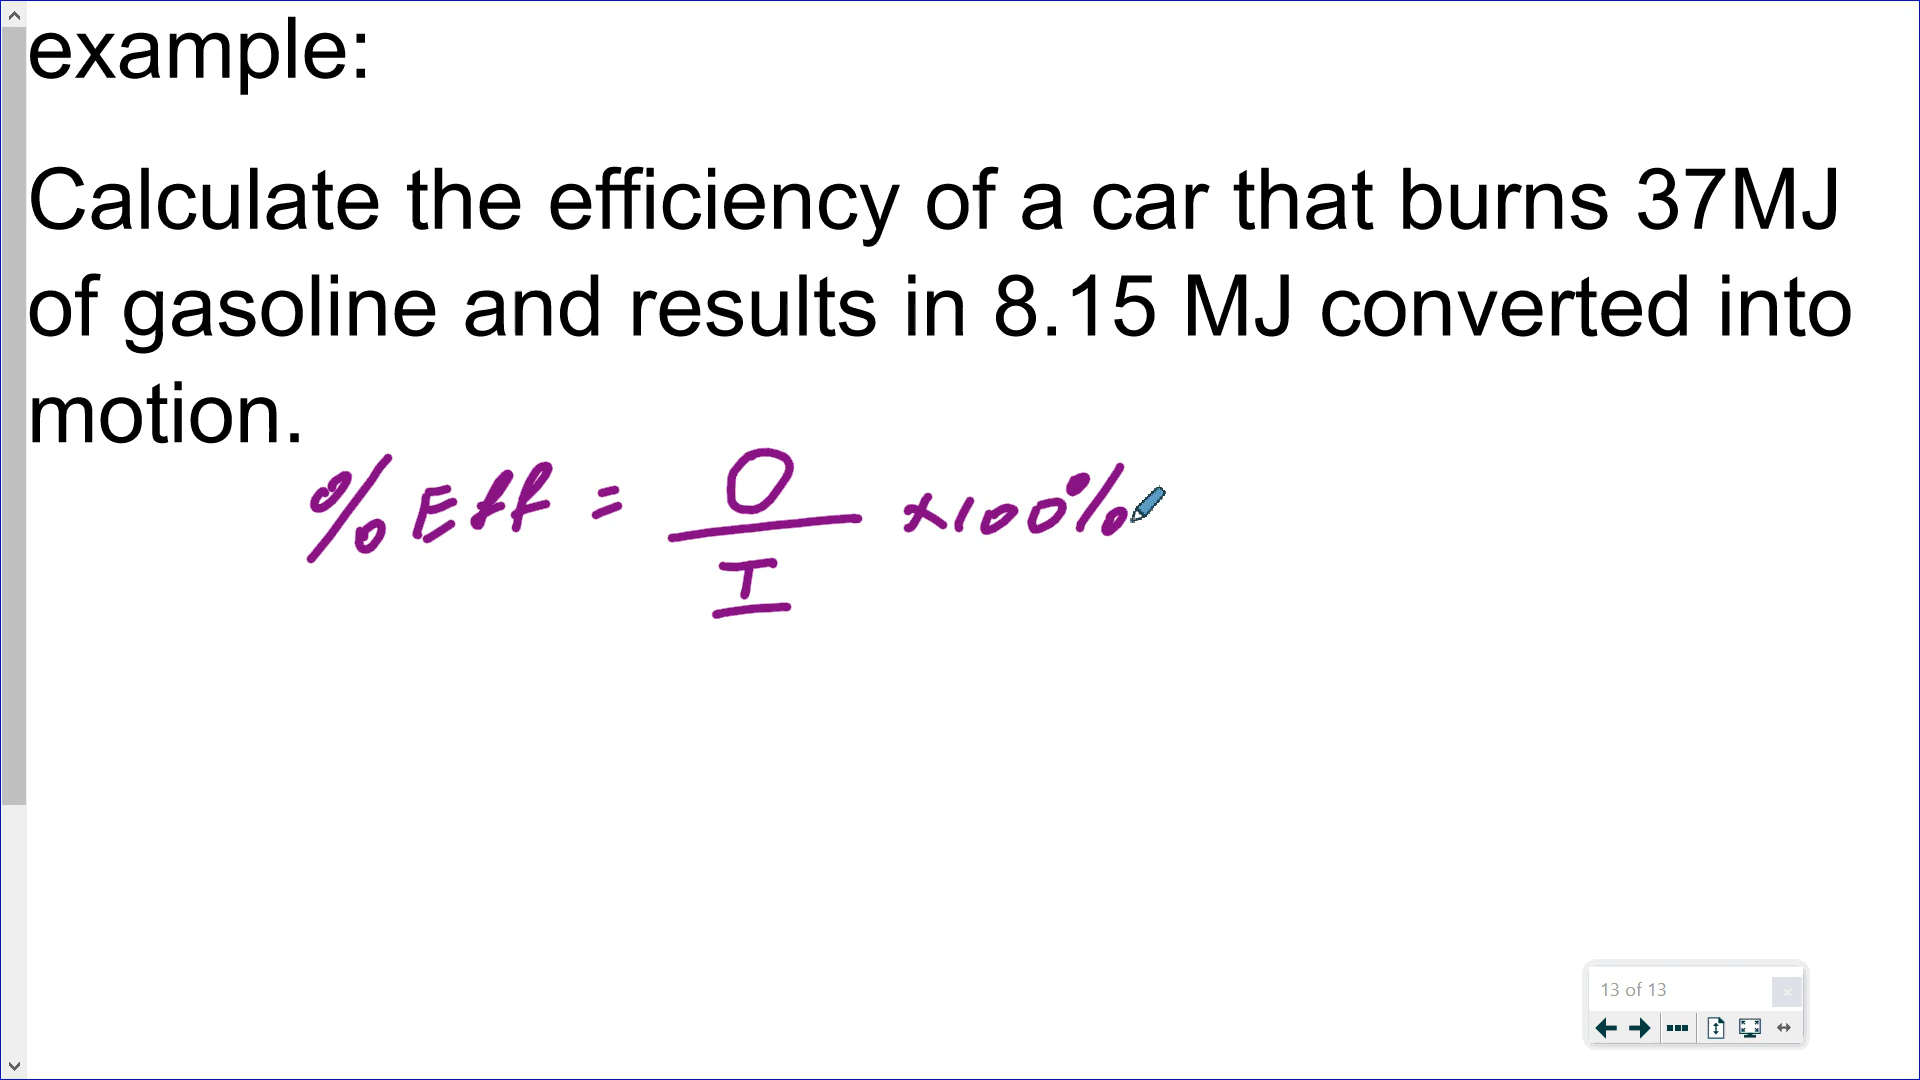 example:
Calculate the efficiency of a car that burns 37MJ
of gasoline and results in 8.15 MJ converted into
motion.
% Eff = O / I ×100%
13 of 13